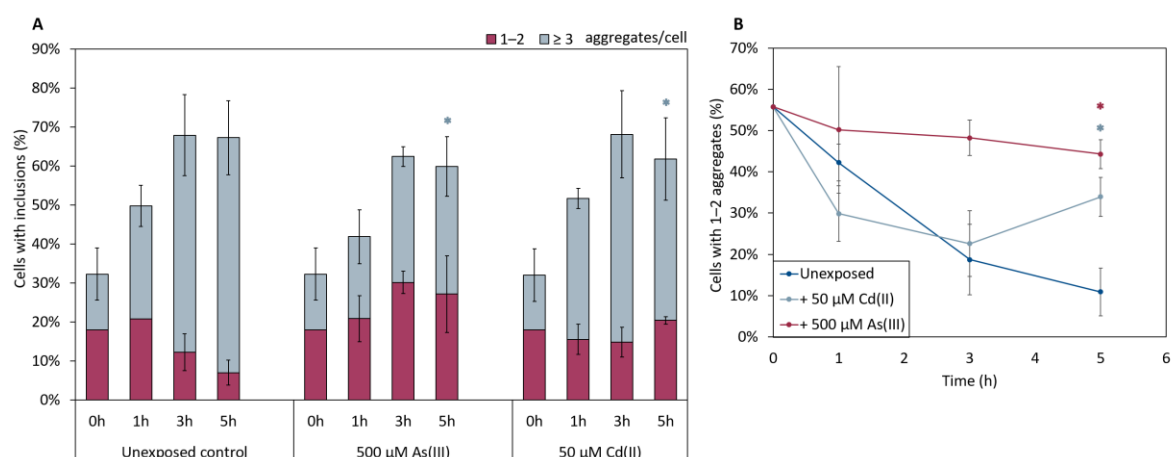 A
1–2 ≥ 3 aggregates/cell
90%
80%
70%
60%
50%
40%
30%
20%
10%
0%
Cells with inclusions (%)
*
*
0h 1h 3h 5h 0h 1h 3h 5h 0h 1h 3h 5h
Unexposed control 500 µM As(III) 50 µM Cd(II)
B
70%
60%
50%
40%
30%
20%
10%
0%
Cells with 1–2 aggregates (%)
*
*
Unexposed
+ 50 µM Cd(II)
+ 500 µM As(III)
0 1 2 3 4 5 6
Time (h)